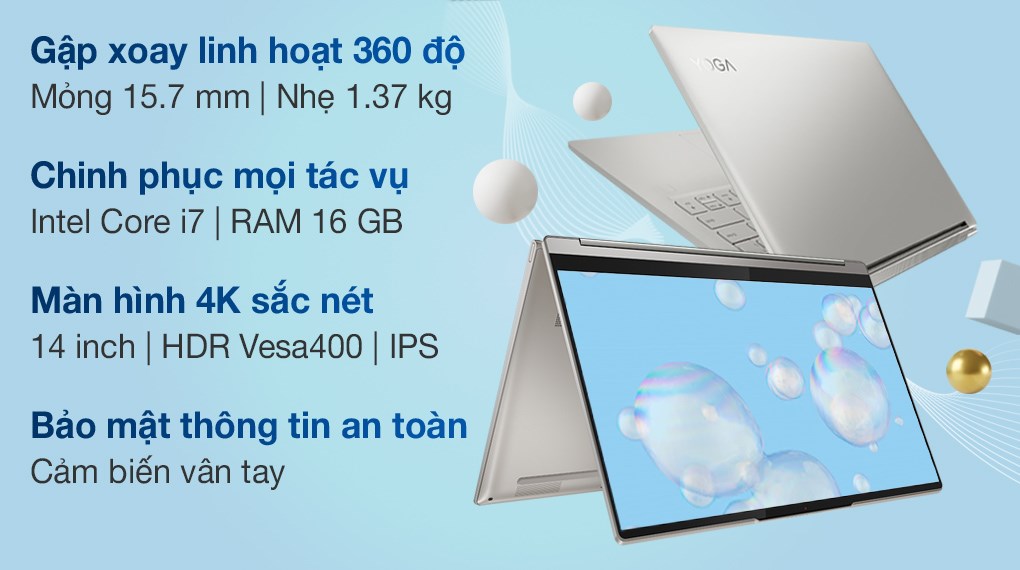 Gập xoay linh hoạt 360 độ
Mỏng 15.7 mm | Nhẹ 1.37 kg
Chinh phục mọi tác vụ
Intel Core i7 | RAM 16 GB
Màn hình 4K sắc nét
14 inch | HDR Vesa400 | IPS
Bảo mật thông tin an toàn
Cảm biến vân tay
YOGA